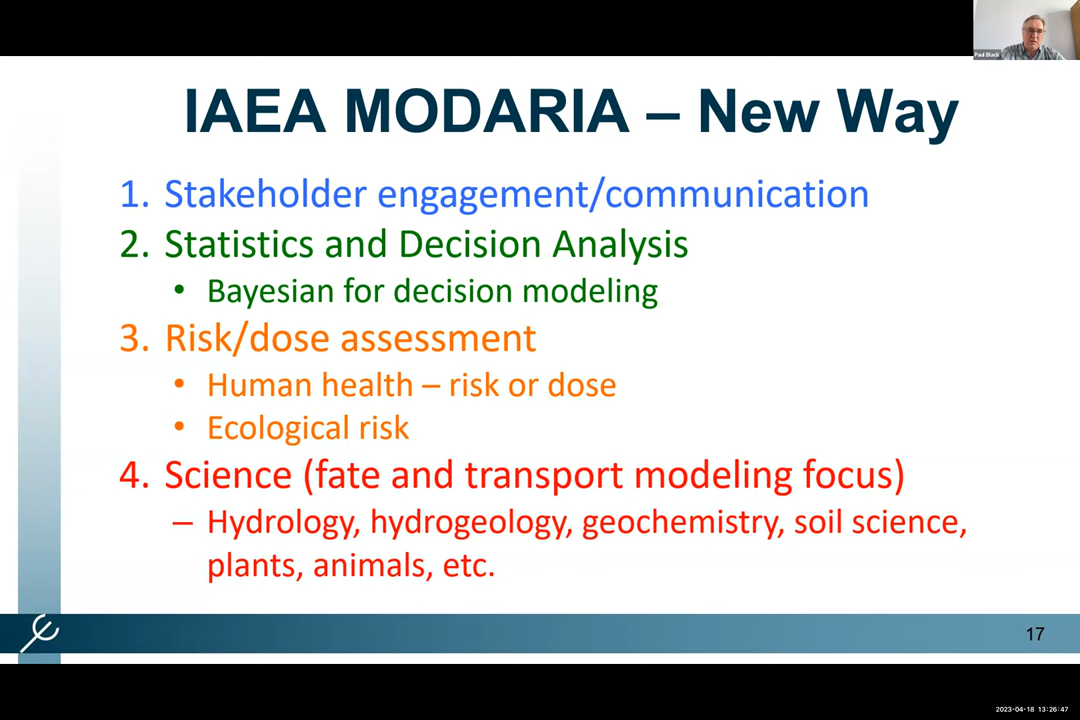 Paul Black
IAEA MODARIA – New Way
1. Stakeholder engagement/communication
2. Statistics and Decision Analysis
• Bayesian for decision modeling
3. Risk/dose assessment
• Human health – risk or dose
• Ecological risk
4. Science (fate and transport modeling focus)
– Hydrology, hydrogeology, geochemistry, soil science,
plants, animals, etc.
17
2023-04-18 13:26:47